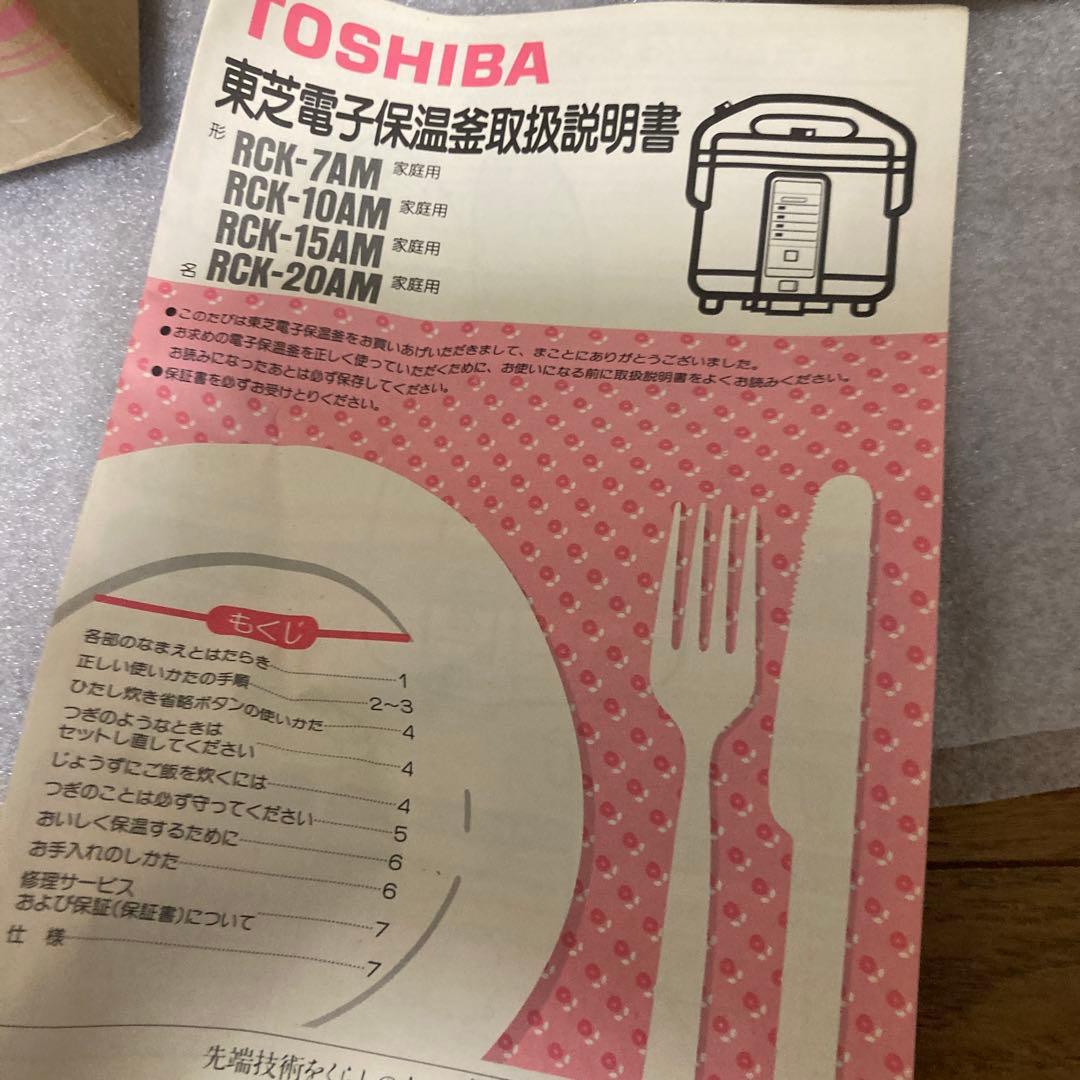 TOSHIBA
東芝電子保温釜取扱説明書
形 RCK-7AM 家庭用
RCK-10AM 家庭用
RCK-15AM 家庭用
名 RCK-20AM 家庭用
●このたびは東芝電子保温釜をお買いあげいただきまして、まことにありがとうございました。
●お求めの電子保温釜を正しく使っていただくために、お使いになる前に取扱説明書をよくお読みください。
お読みになったあとは必ず保存してください。
●保証書を必ずお受けとりください。
もくじ
各部のなまえとはたらき 1
正しい使いかたの手順 2〜3
ひたし炊き省略ボタンの使いかた 4
つぎのようなときは
セットし直してください 4
じょうずにご飯を炊くには 4
つぎのことは必ず守ってください 5
おいしく保温するために 6
お手入れのしかた 6
修理サービス
および保証(保証書)について 7
仕様 7
先端技術をくらしの